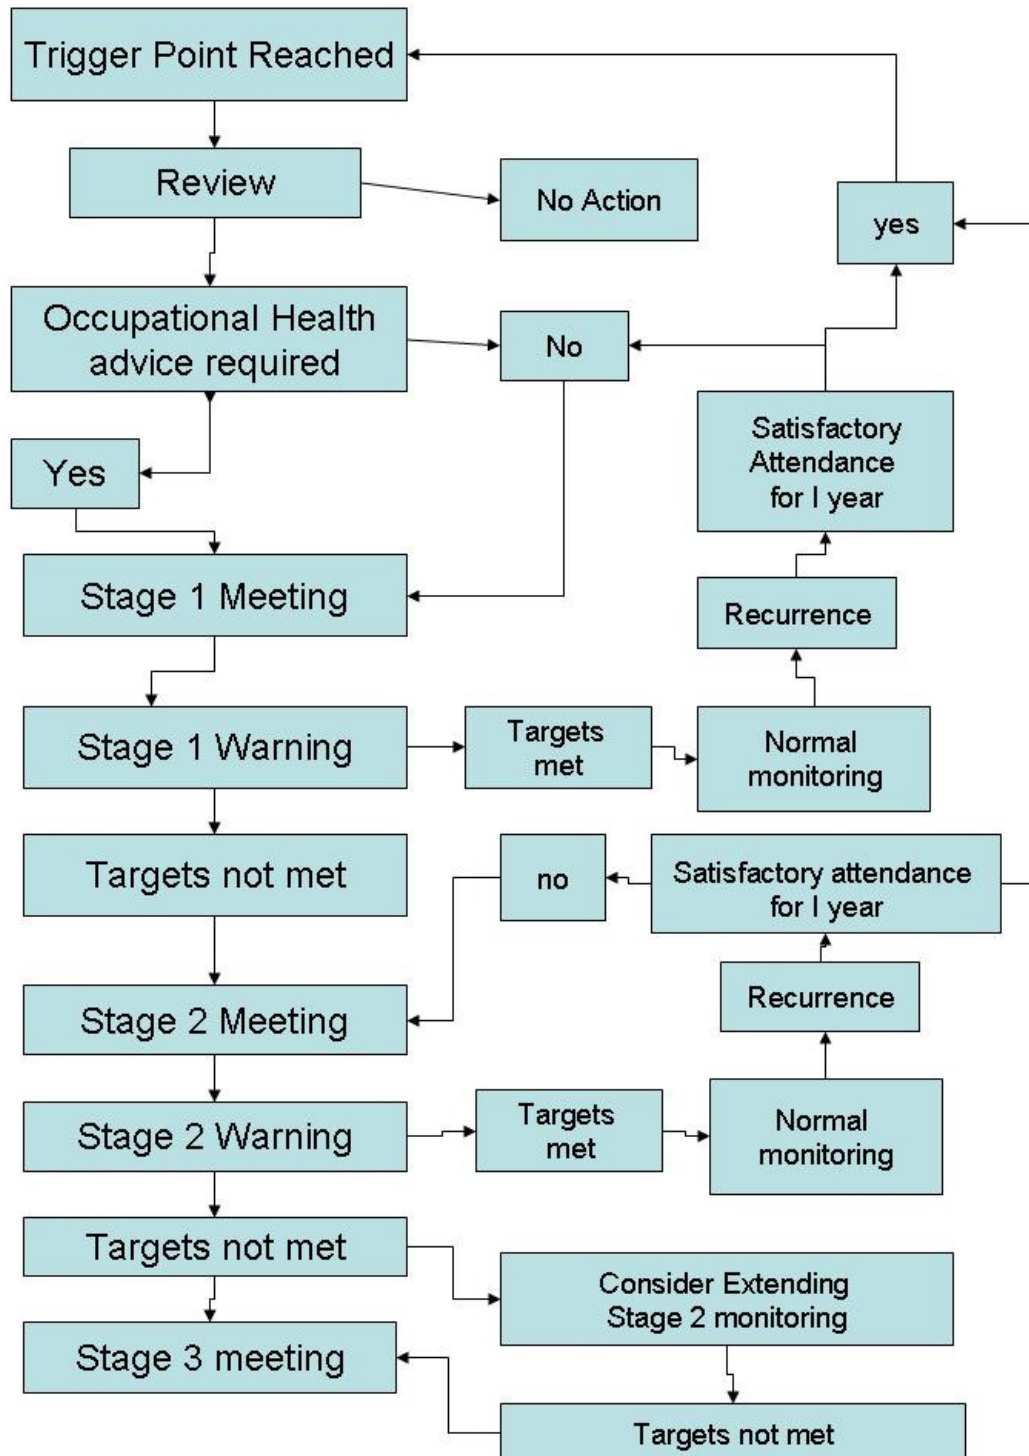 Trigger Point Reached
Review
No Action
yes
Occupational Health
advice required
No
Yes
Satisfactory
Attendance
for I year
Stage 1 Meeting
Recurrence
Stage 1 Warning
Targets
met
Normal
monitoring
Targets not met
no
Satisfactory attendance
for I year
Stage 2 Meeting
Recurrence
Stage 2 Warning
Targets
met
Normal
monitoring
Targets not met
Consider Extending
Stage 2 monitoring
Stage 3 meeting
Targets not met